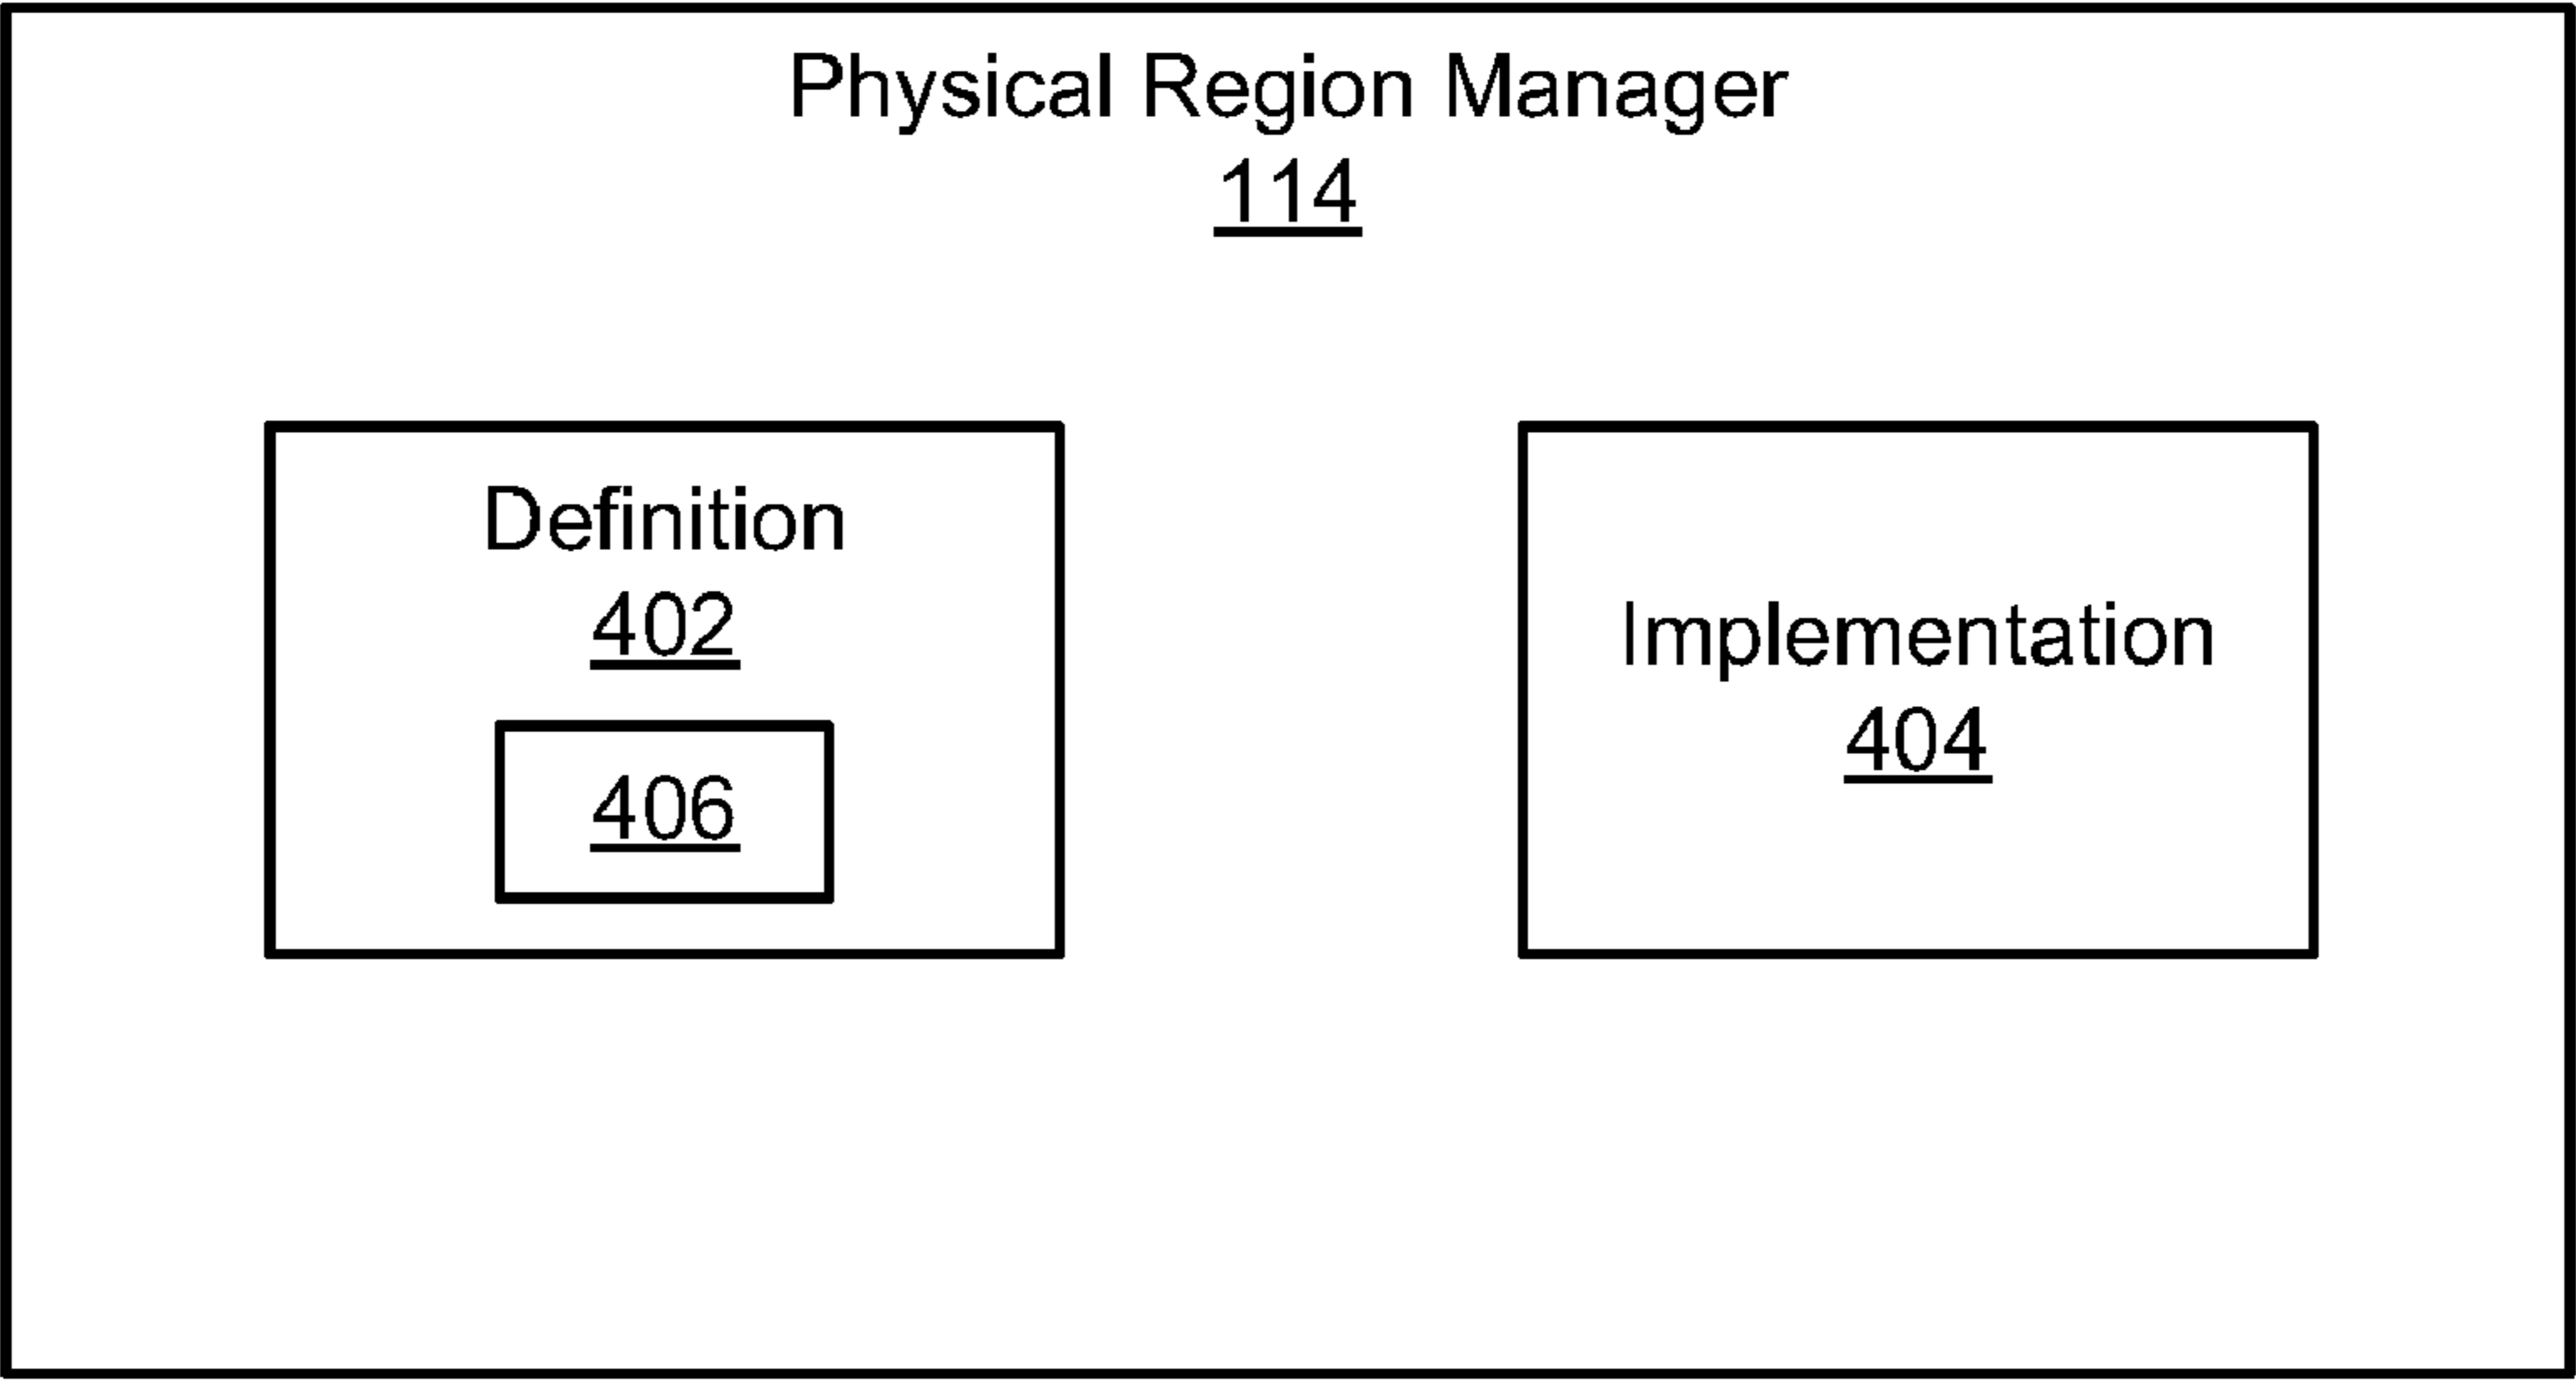 Physical Region Manager
114
Definition
402
406
Implementation
404